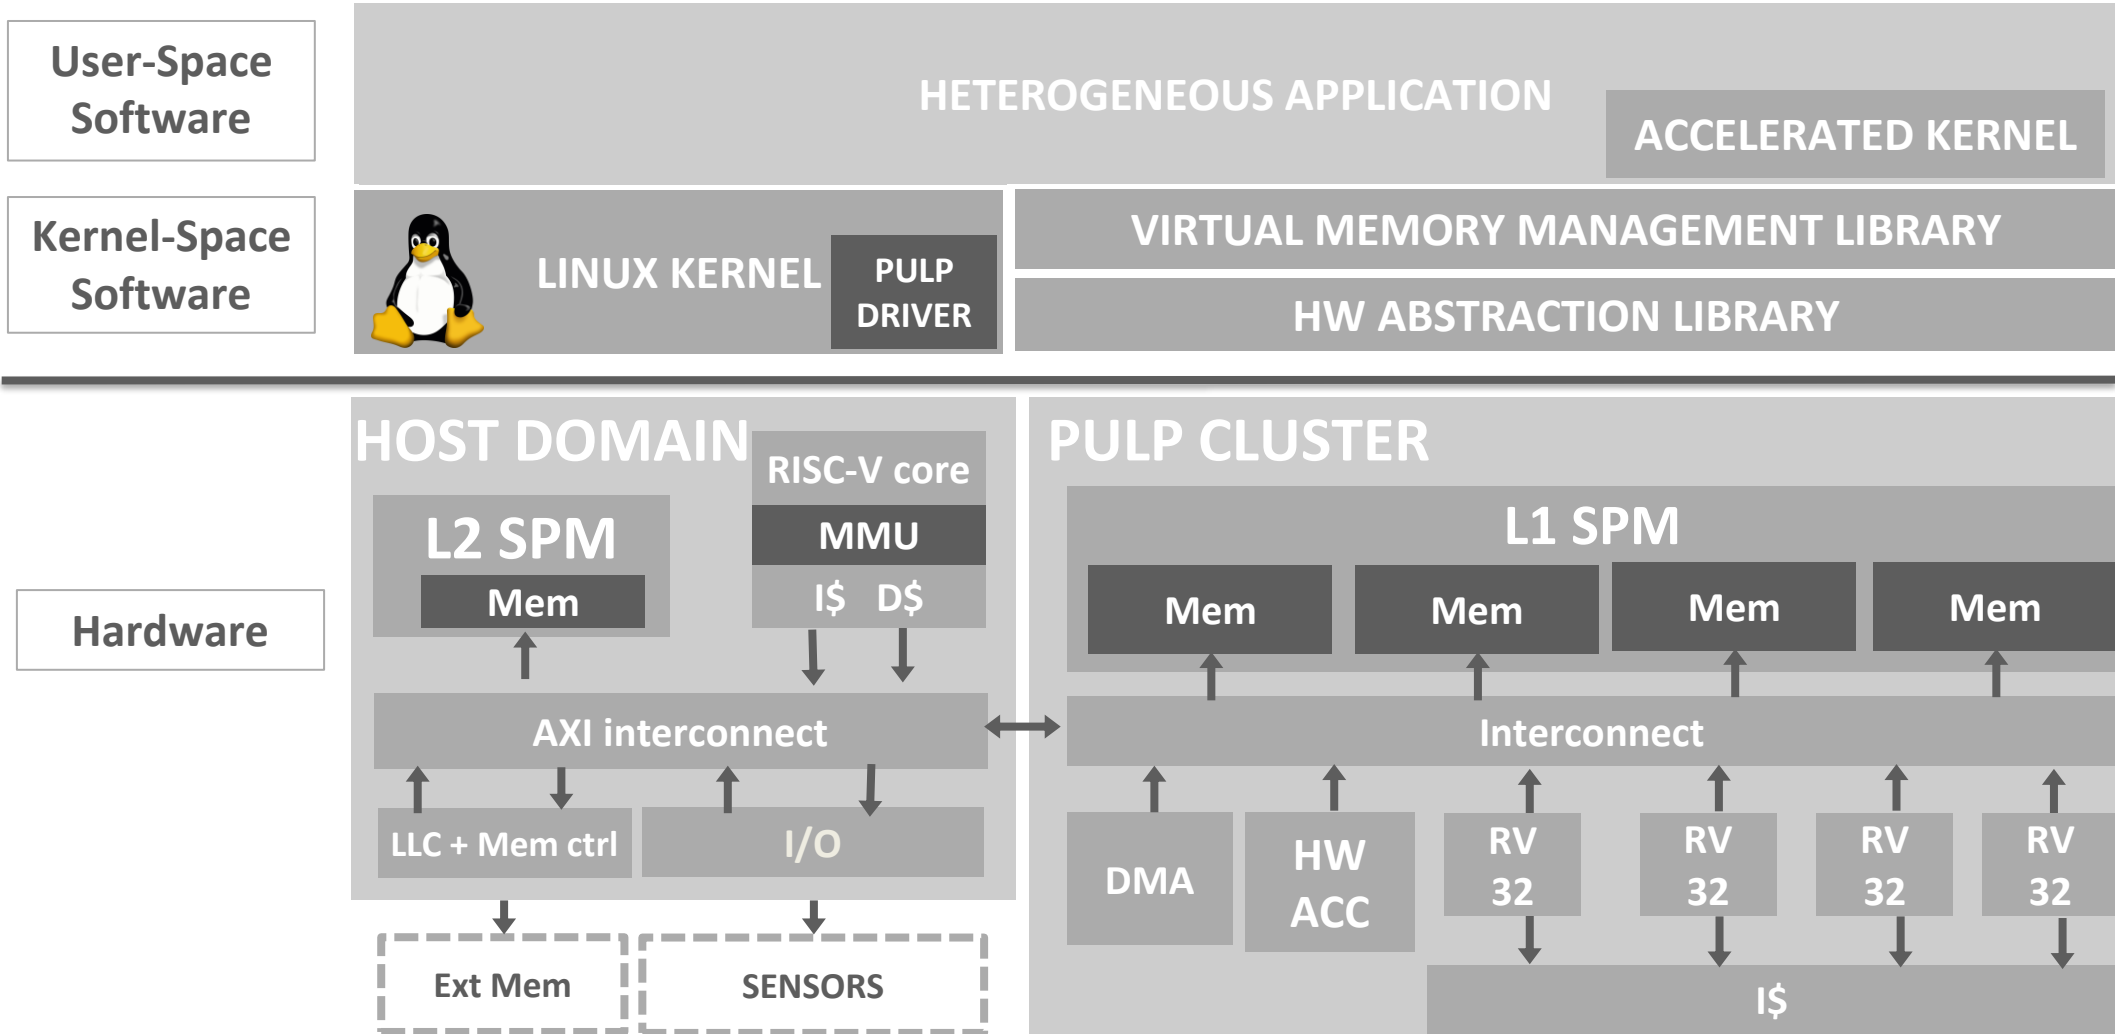 User-Space
Software
HETEROGENEOUS APPLICATION
ACCELERATED KERNEL
Kernel-Space
Software
LINUX KERNEL
PULP
DRIVER
VIRTUAL MEMORY MANAGEMENT LIBRARY
HW ABSTRACTION LIBRARY
Hardware
HOST DOMAIN
RISC-V core
MMU
I$ D$
L2 SPM
Mem
AXI interconnect
LLC + Mem ctrl
I/O
Ext Mem
SENSORS
PULP CLUSTER
L1 SPM
Mem
Mem
Mem
Mem
Interconnect
DMA
HW
ACC
RV
32
RV
32
RV
32
RV
32
I$